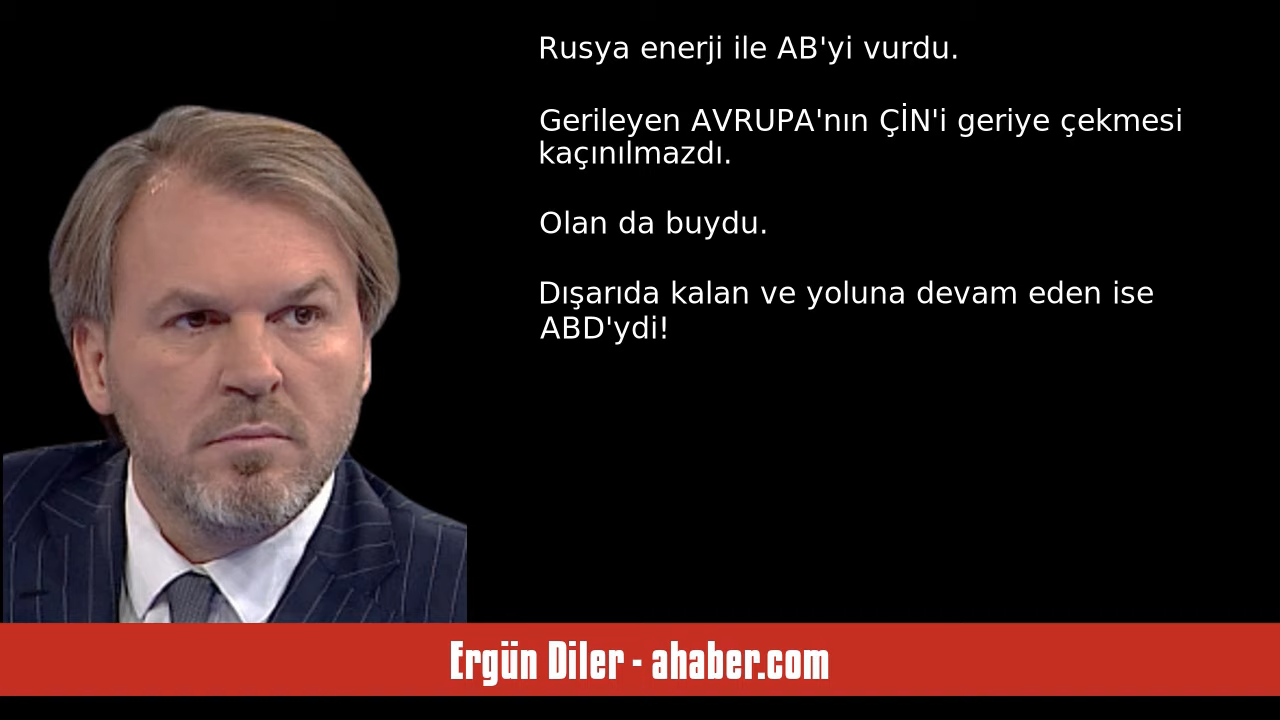 Rusya enerji ile AB'yi vurdu.
Gerileyen AVRUPA'nın ÇİN'i geriye çekmesi
kaçınılmazdı.
Olan da buydu.
Dışarıda kalan ve yoluna devam eden ise
ABD'ydi!
Ergün Diler - ahaber.com